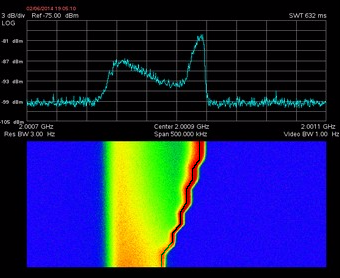 02/06/2014 19:05:10
3 dB/div Ref -75.00 dBm SWT 632 ms
-81 dBm
-87 dBm
-93 dBm
-99 dBm
-105 dBm
2.0007 GHz Center 2.0009 GHz 2.0011 GHz
Res BW 3.00 Hz Span 500.000 kHz Video BW 1.00 Hz